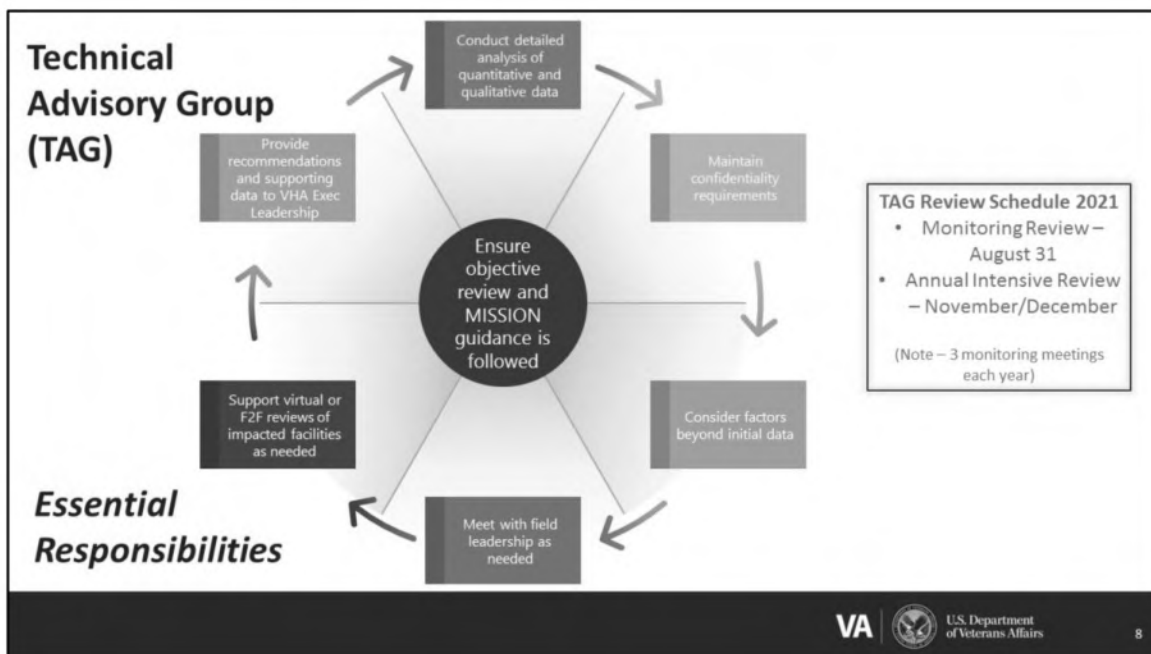 Technical
Advisory Group
(TAG)
Conduct detailed
analysis of
quantitative and
qualitative data
Maintain
confidentiality
requirements
Consider factors
beyond initial data
Meet with field
leadership as
needed
Support virtual or
F2F reviews of
impacted facilities
as needed
Provide
recommendations
and supporting
data to VHA Exec
Leadership
Ensure
objective
review and
MISSION
guidance is
followed
TAG Review Schedule 2021
• Monitoring Review –
August 31
• Annual Intensive Review
– November/December
(Note – 3 monitoring meetings
each year)
Essential
Responsibilities
VA
U.S. Department
of Veterans Affairs
8